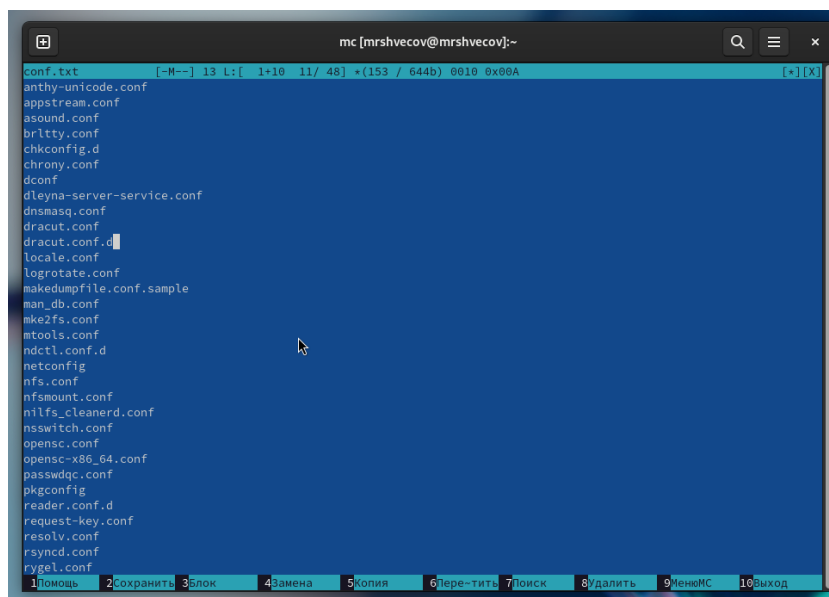 mc [mrshvecov@mrshvecov]:~
conf.txt [-M--] 13 L:[ 1+10 11/ 48] *(153 / 644b) 0010 0x00A [*][X]
anthy-unicode.conf
appstream.conf
asound.conf
brltty.conf
chkconfig.d
chrony.conf
dconf
dleyna-server-service.conf
dnsmasq.conf
dracut.conf
dracut.conf.d
locale.conf
logrotate.conf
makedumpfile.conf.sample
man_db.conf
mke2fs.conf
mtools.conf
ndctl.conf.d
netconfig
nfs.conf
nfsmount.conf
nilfs_cleanerd.conf
nsswitch.conf
opensc.conf
opensc-x86_64.conf
passwdqc.conf
pkgconfig
reader.conf.d
request-key.conf
resolv.conf
rsyncd.conf
rygel.conf
1Помощь 2Сохранить 3Блок 4Замена 5Копия 6Пере~тить 7Поиск 8Удалить 9МенюMC 10Выход